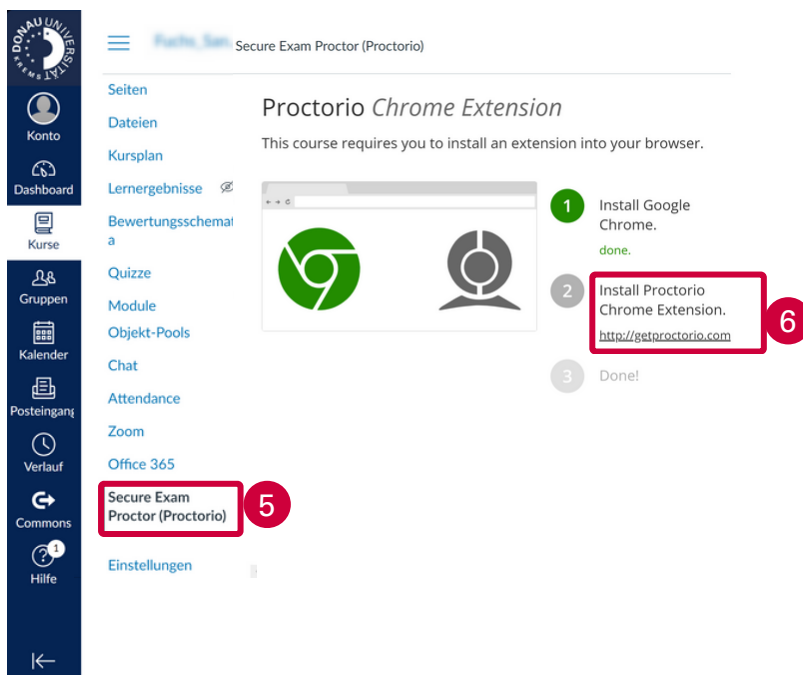 DONAU UNIVERSITÄT KREMS
Konto
Dashboard
Kurse
Gruppen
Kalender
Posteingang
Verlauf
Commons
1
Hilfe
Secure Exam Proctor (Proctorio)
Seiten
Dateien
Kursplan
Lernergebnisse
Bewertungsschemat
a
Quizze
Module
Objekt-Pools
Chat
Attendance
Zoom
Office 365
Secure Exam
Proctor (Proctorio)
5
Einstellungen
Proctorio Chrome Extension
This course requires you to install an extension into your browser.
1
Install Google
Chrome.
done.
2
Install Proctorio
Chrome Extension.
http://getproctorio.com
6
3
Done!